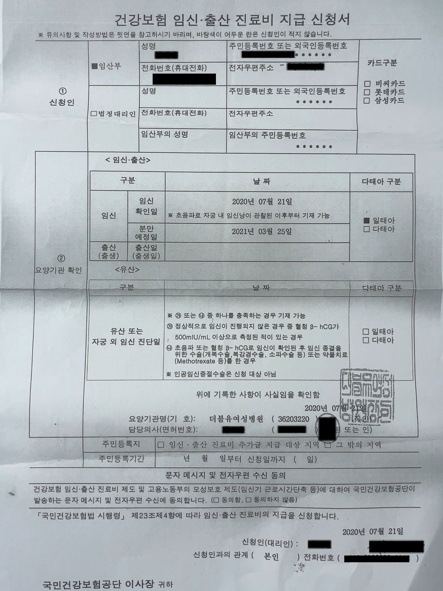 건강보험 임신·출산 진료비 지급 신청서
※ 유의사항 및 작성방법은 뒷면을 참고하시기 바라며, 바탕색이 어두운 란은 신청인이 적지 않습니다.
① 신청인
■임산부
성명
주민등록번호 또는 외국인등록번호
******
전화번호(휴대전화)
전자우편주소
□법정대리인
성명
주민등록번호 또는 외국인등록번호
******
전화번호(휴대전화)
전자우편주소
임산부의 성명
임산부의 주민등록번호
******
카드구분
□ 비씨카드
□ 롯데카드
□ 삼성카드
② 요양기관 확인
<임신·출산>
구분
날 짜
다태아 구분
임신
임신 확인일
2020년 07월 21일
※ 초음파로 자궁 내 임신낭이 관찰된 이후부터 기재 가능
분만 예정일
2021년 03월 25일
출산 (출생)
출산일 (출생일)
■ 일태아
□ 다태아
<유산>
구분
날 짜
다태아 구분
유산 또는
자궁 외 임신 진단일
※ ㉮ 또는 ㉯ 중 하나를 충족하는 경우 기재 가능
㉮ 정상적으로 임신이 진행되지 않은 경우 중 혈청 β-hCG가
500mIU/mL 이상으로 측정된 적이 있는 경우
㉯ 초음파 또는 혈청 β-hCG로 임신이 확인된 후 임신 종결을
위한 수술(개복수술, 복강경수술, 소파수술 등) 또는 약물치료
(Methotrexate 등)를 한 경우
※ 인공임신중절수술은 신청 대상 아님
□ 일태아
□ 다태아
위에 기록한 사항이 사실임을 확인함
2020년 07월 21일
요양기관명(기 호): 더블유여성병원 ( 36203220 )
담당의사(면허번호):
또는 인)
주민등록지
□ 임신·출산 진료비 추가금 지급 대상 지역 □ 그 밖의 지역
주민등록기간
년 월 일부터 신청일까지 ( 일)
문자 메시지 및 전자우편 수신 동의
건강보험 임신·출산 진료비 제도 및 고용노동부의 모성보호 제도(임신기 근로시간단축 등)에 대하여 국민건강보험공단이
발송하는 문자 메시지 및 전자우편 수신에 동의합니다. (□ 동의함, □ 동의하지 않음)
「국민건강보험법 시행령」 제23조제4항에 따라 임신·출산 진료비의 지급을 신청합니다.
2020년 07월 21일
신청인(대리인) :
신청인과의 관계 ( 본인 ) 전화번호 (
국민건강보험공단 이사장 귀하